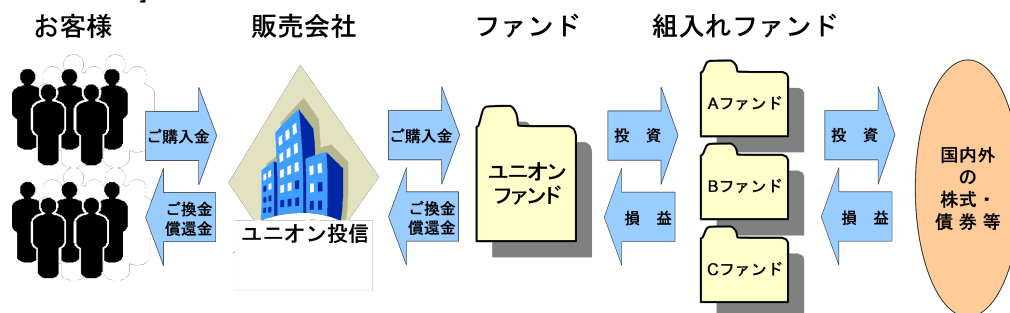 お客様
販売会社
ファンド
組入れファンド
ご購入金
ご購入金
投 資
Aファンド
投 資
ユニオン
ファンド
Bファンド
国内外
の
株式・
債券等
ご換金
償還金
ユニオン投信
ご換金
償還金
損 益
損 益
Cファンド